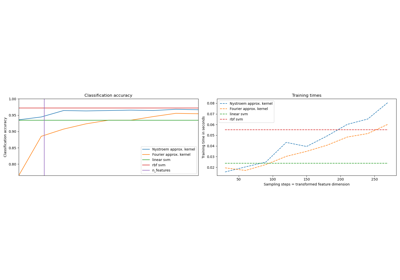 Classification accuracy
Classification accuracy
1.00
0.95
0.90
0.85
0.80
Nystroem approx. kernel
Fourier approx. kernel
linear svm
rbf svm
n_features
Training times
Training time in seconds
0.08
0.07
0.06
0.05
0.04
0.03
0.02
Nystroem approx. kernel
Fourier approx. kernel
linear svm
rbf svm
50
100
150
200
250
Sampling steps = transformed feature dimension